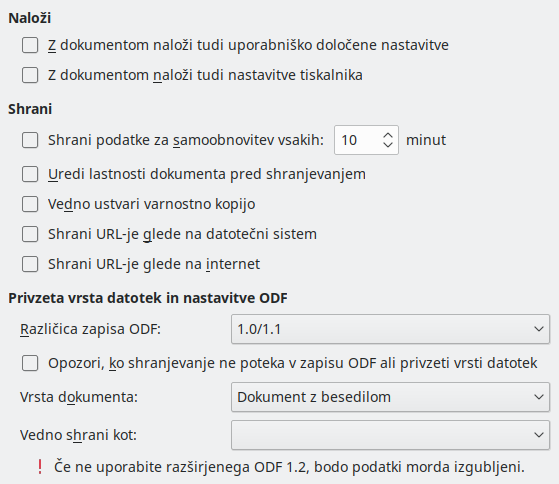 Naloži
Z dokumentom naloži tudi uporabniško določene nastavitve
Z dokumentom naloži tudi nastavitve tiskalnika
Shrani
Shrani podatke za samoobnovitev vsakih: 10 minut
Uredi lastnosti dokumenta pred shranjevanjem
Vedno ustvari varnostno kopijo
Shrani URL-je glede na datotečni sistem
Shrani URL-je glede na internet
Privzeta vrsta datotek in nastavitve ODF
Različica zapisa ODF: 1.0/1.1
Opozori, ko shranjevanje ne poteka v zapisu ODF ali privzeti vrsti datotek
Vrsta dokumenta: Dokument z besedilom
Vedno shrani kot:
! Če ne uporabite razširjenega ODF 1.2, bodo podatki morda izgubljeni.